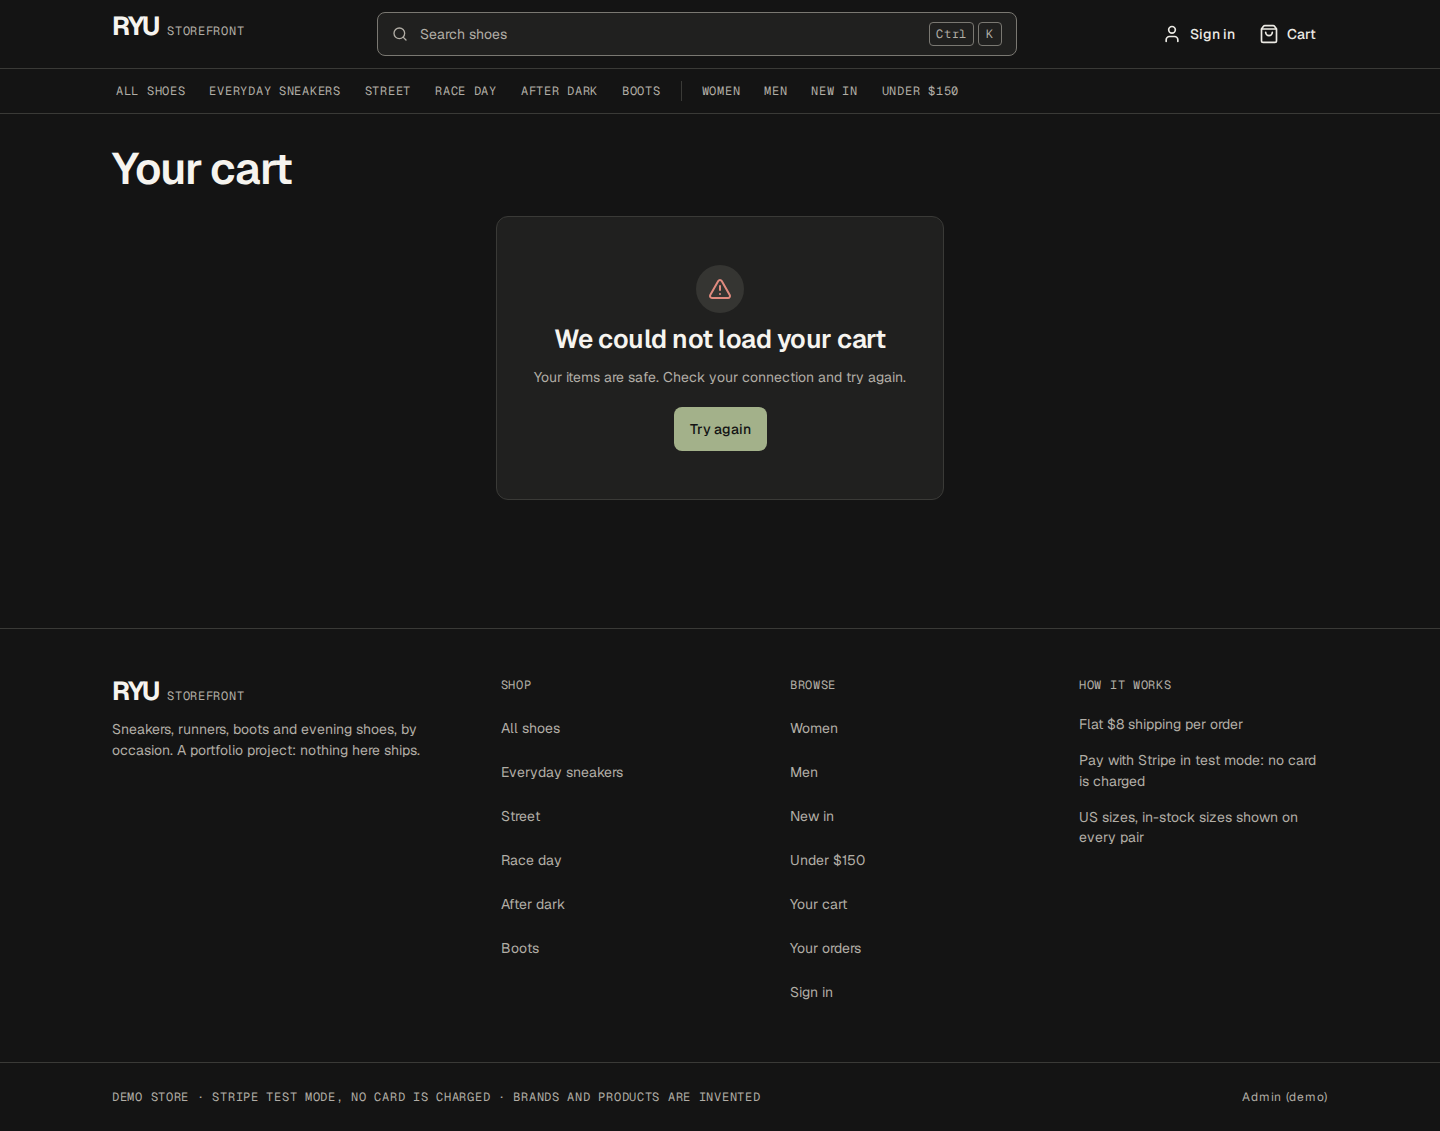 RYU STOREFRONT
Search shoes
Ctrl K
Sign in
Cart
ALL SHOES
EVERYDAY SNEAKERS
STREET
RACE DAY
AFTER DARK
BOOTS
WOMEN
MEN
NEW IN
UNDER $150
Your cart
We could not load your cart
Your items are safe. Check your connection and try again.
Try again
RYU STOREFRONT
Sneakers, runners, boots and evening shoes, by
occasion. A portfolio project: nothing here ships.
SHOP
All shoes
Everyday sneakers
Street
Race day
After dark
Boots
BROWSE
Women
Men
New in
Under $150
Your cart
Your orders
Sign in
HOW IT WORKS
Flat $8 shipping per order
Pay with Stripe in test mode: no card
is charged
US sizes, in-stock sizes shown on
every pair
DEMO STORE · STRIPE TEST MODE, NO CARD IS CHARGED · BRANDS AND PRODUCTS ARE INVENTED
Admin (demo)